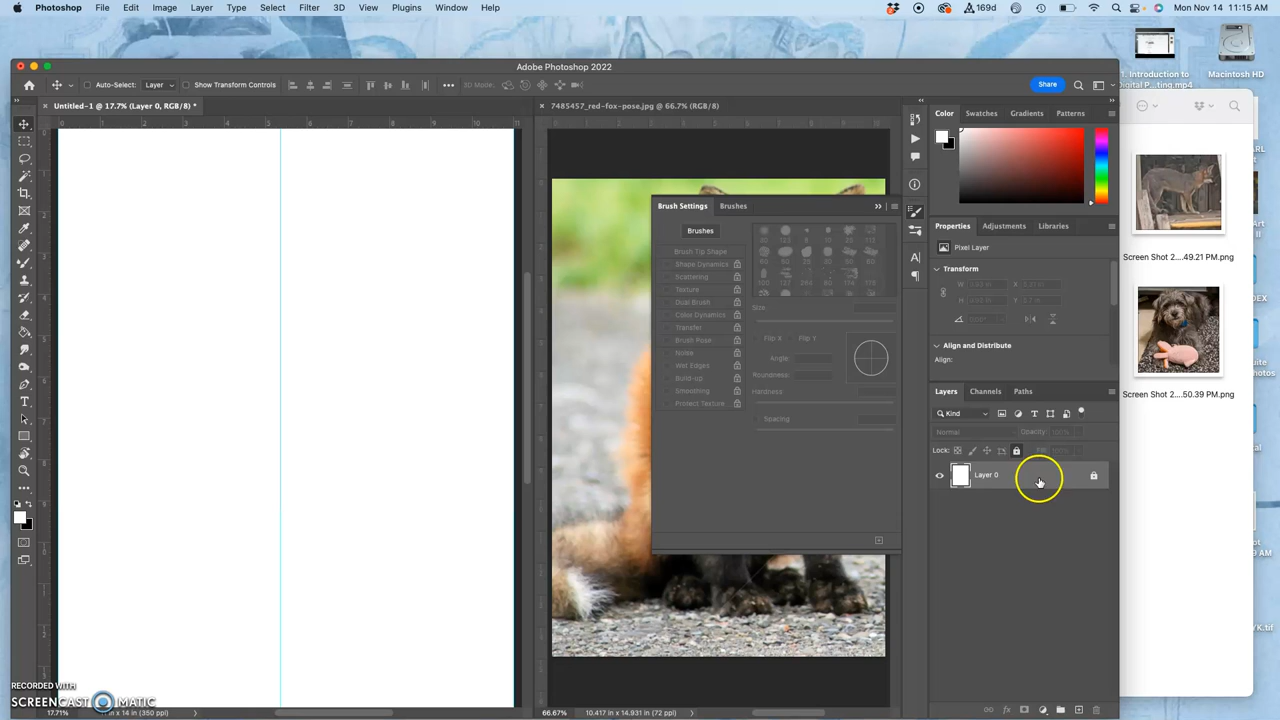 Photoshop File Edit Image Layer Type Select Filter 3D View Plugins Window Help 169d Mon Nov 14 11:15 AM
Adobe Photoshop 2022
Auto-Select: Layer Show Transform Controls 3D Mode: Share
Untitled-1 @ 17.7% (Layer 0, RGB/8) * 7485457_red-fox-pose.jpg @ 66.7% (RGB/8)
1. Introduction to
Digital P...ting.mp4
Macintosh HD
Color Swatches Gradients Patterns
Brush Settings Brushes
Brushes
Brush Tip Shape
Shape Dynamics
Scattering
Texture
Dual Brush
Color Dynamics
Transfer
Brush Pose
Noise
Wet Edges
Build-up
Smoothing
Protect Texture
Size:
Flip X Flip Y
Angle:
Roundness:
Hardness
Spacing
Properties Adjustments Libraries
Pixel Layer
Transform
Align and Distribute
Align:
Layers Channels Paths
Kind
Normal Opacity: 100%
Lock: Fill: 100%
Layer 0
Screen Shot 2....49.21 PM.png
Screen Shot 2....50.39 PM.png
RECORDED WITH
SCREENCAST MATIC
17.71% 11 in x 14 in (350 ppi) 66.67% 10.417 in x 14.931 in (72 ppi)